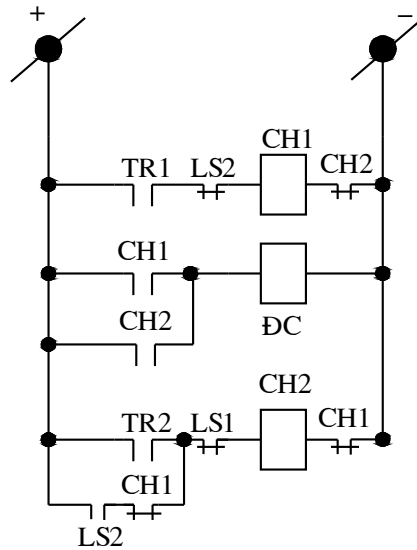 + −
CH1
TR1 LS2 CH2
CH1
CH2 ĐC
CH2
TR2 LS1 CH1
CH1
LS2